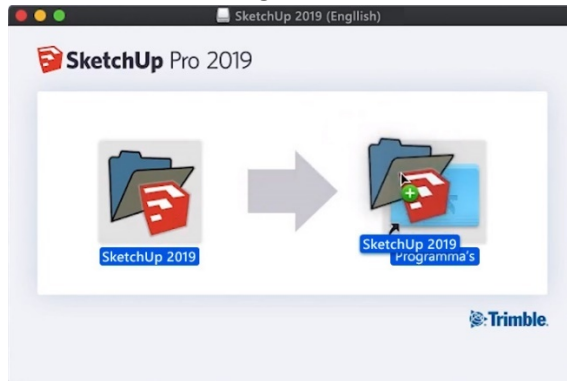 SketchUp 2019 (Engllish)
SketchUp Pro 2019
SketchUp 2019
SketchUp 2019
Programma's
Trimble.